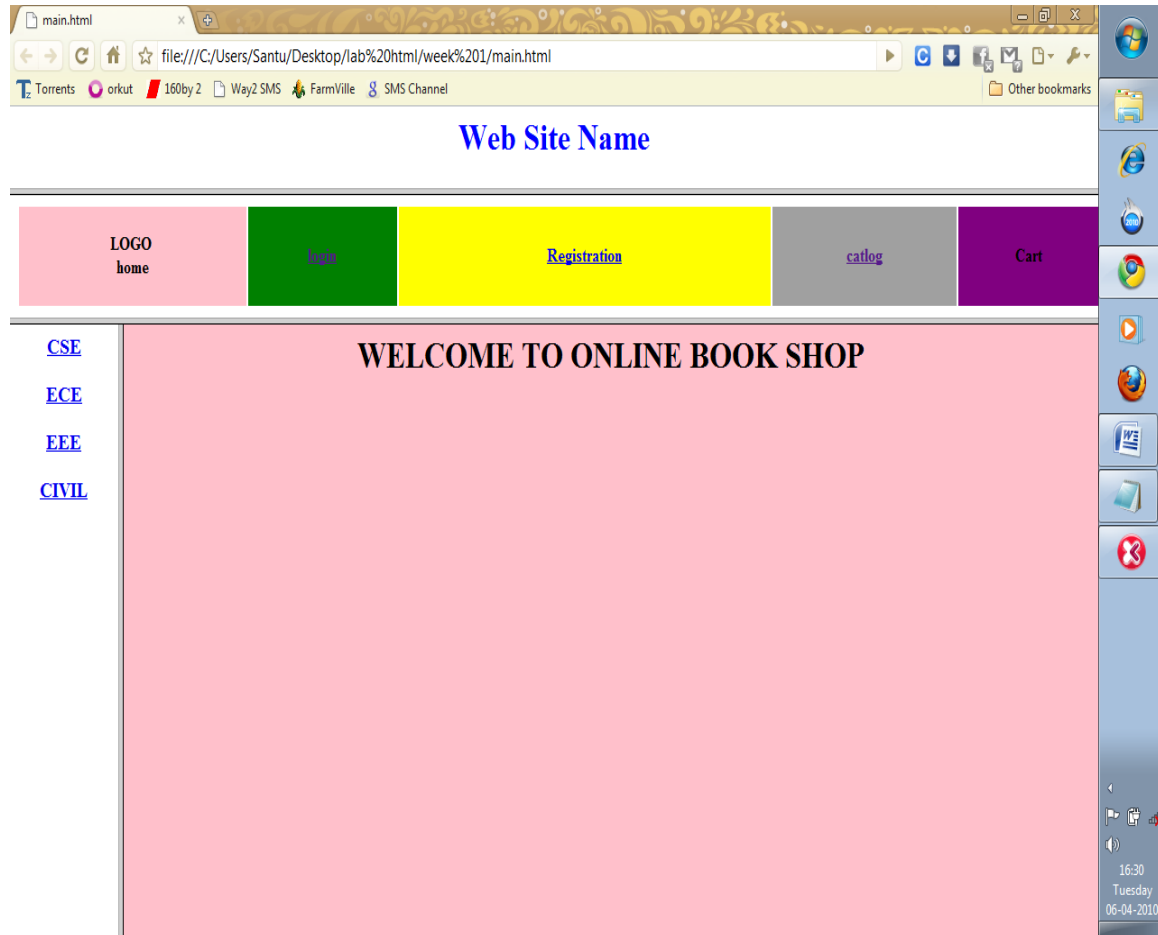 main.html
file:///C:/Users/Santu/Desktop/lab%20html/week%201/main.html
Torrents orkut 160by 2 Way2 SMS FarmVille SMS Channel Other bookmarks
Web Site Name
LOGO
home
login
Registration
catlog
Cart
CSE
ECE
EEE
CIVIL
WELCOME TO ONLINE BOOK SHOP
16:30
Tuesday
06-04-2010